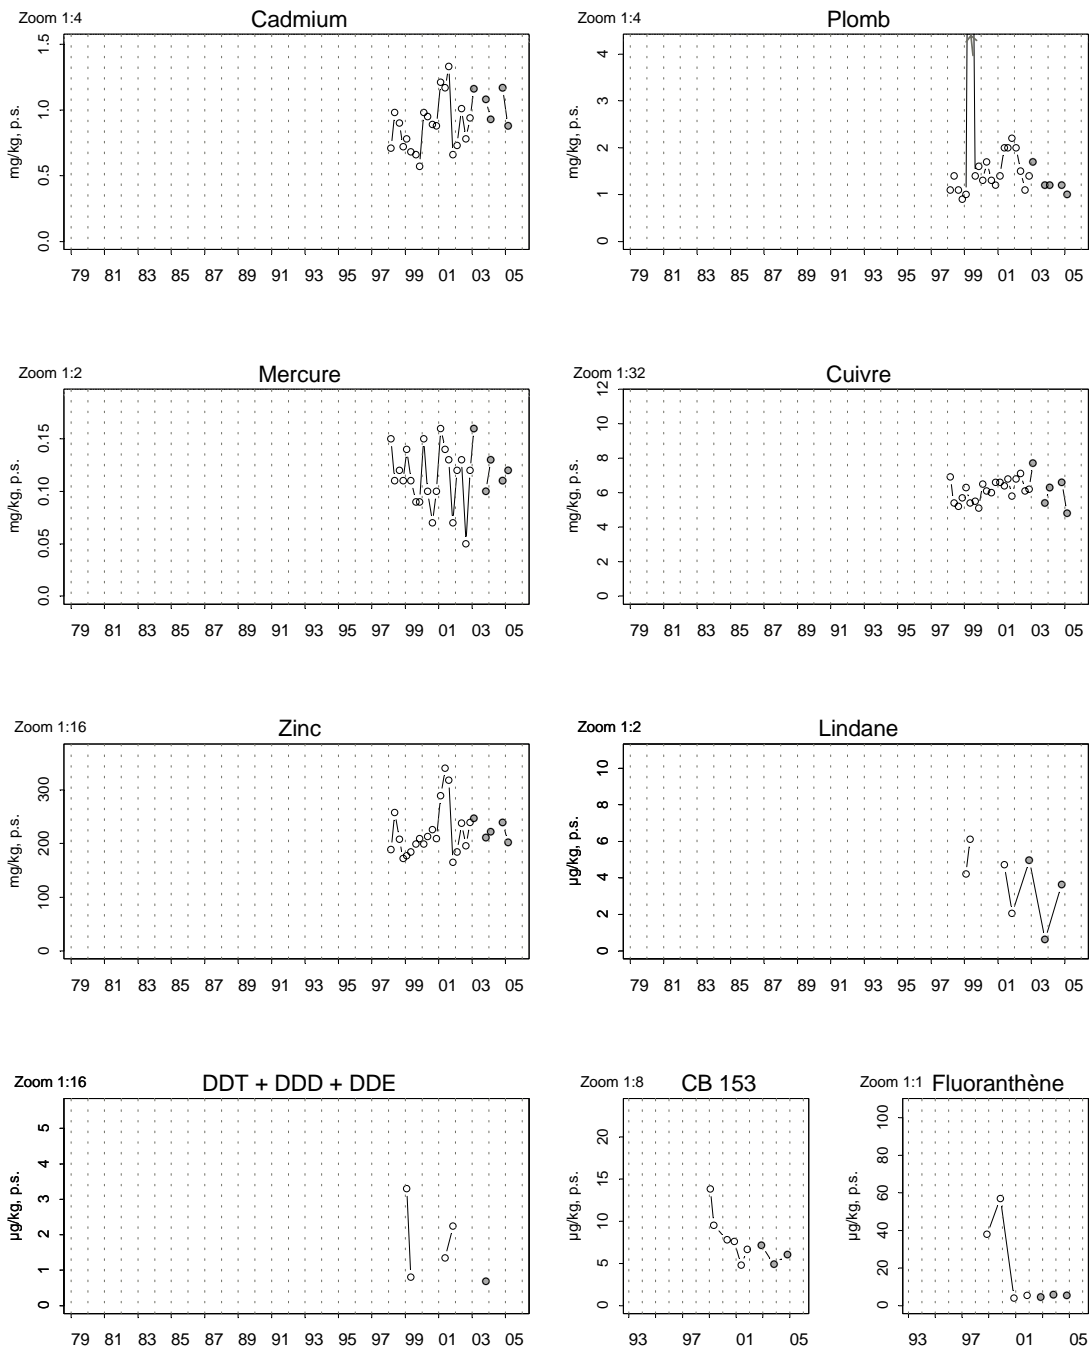 Zoom 1:4
Cadmium
mg/kg, p.s.
0.0 0.5 1.0 1.5
79 81 83 85 87 89 91 93 95 97 99 01 03 05
Zoom 1:4
Plomb
mg/kg, p.s.
0 1 2 3 4
79 81 83 85 87 89 91 93 95 97 99 01 03 05
Zoom 1:2
Mercure
mg/kg, p.s.
0.0 0.05 0.10 0.15
79 81 83 85 87 89 91 93 95 97 99 01 03 05
Zoom 1:32
Cuivre
mg/kg, p.s.
0 2 4 6 8 10 12
79 81 83 85 87 89 91 93 95 97 99 01 03 05
Zoom 1:16
Zinc
mg/kg, p.s.
0 100 200 300
79 81 83 85 87 89 91 93 95 97 99 01 03 05
Zoom 1:2
Lindane
µg/kg, p.s.
0 2 4 6 8 10
79 81 83 85 87 89 91 93 95 97 99 01 03 05
Zoom 1:16
DDT + DDD + DDE
µg/kg, p.s.
0 1 2 3 4 5
79 81 83 85 87 89 91 93 95 97 99 01 03 05
Zoom 1:8
CB 153
µg/kg, p.s.
0 5 10 15 20
93 97 01 05
Zoom 1:1
Fluoranthène
µg/kg, p.s.
0 20 40 60 80 100
93 97 01 05